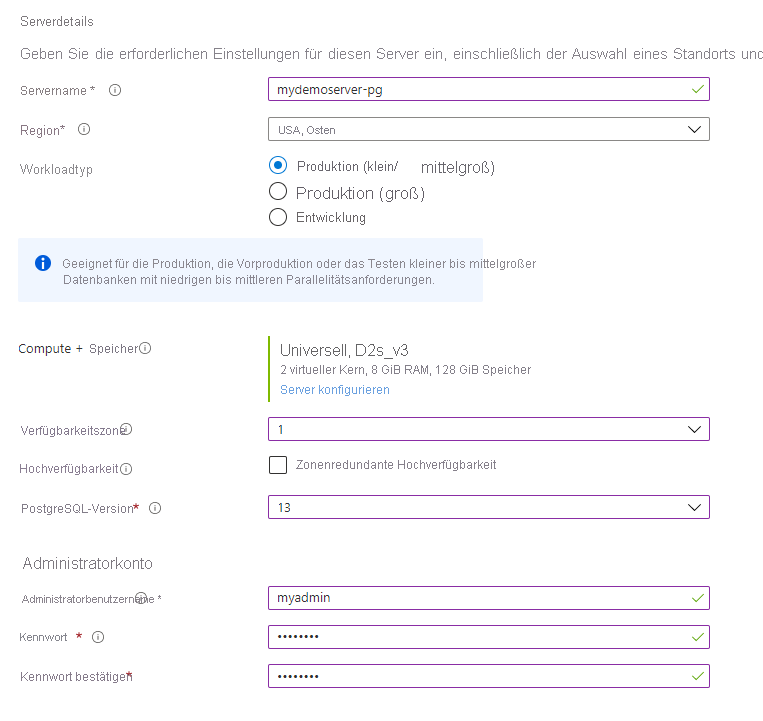 Serverdetails
Geben Sie die erforderlichen Einstellungen für diesen Server ein, einschließlich der Auswahl eines Standorts und
Servername *
mydemoserver-pg
Region*
USA, Osten
Workloadtyp
Produktion (klein/ mittelgroß)
Produktion (groß)
Entwicklung
Geeignet für die Produktion, die Vorproduktion oder das Testen kleiner bis mittelgroßer
Datenbanken mit niedrigen bis mittleren Parallelitätsanforderungen.
Compute + Speicher
Universell, D2s_v3
2 virtueller Kern, 8 GiB RAM, 128 GiB Speicher
Server konfigurieren
Verfügbarkeitszone
1
Hochverfügbarkeit
Zonenredundante Hochverfügbarkeit
PostgreSQL-Version*
13
Administratorkonto
Administratorbenutzername *
myadmin
Kennwort *
••••••••
Kennwort bestätigen*
••••••••